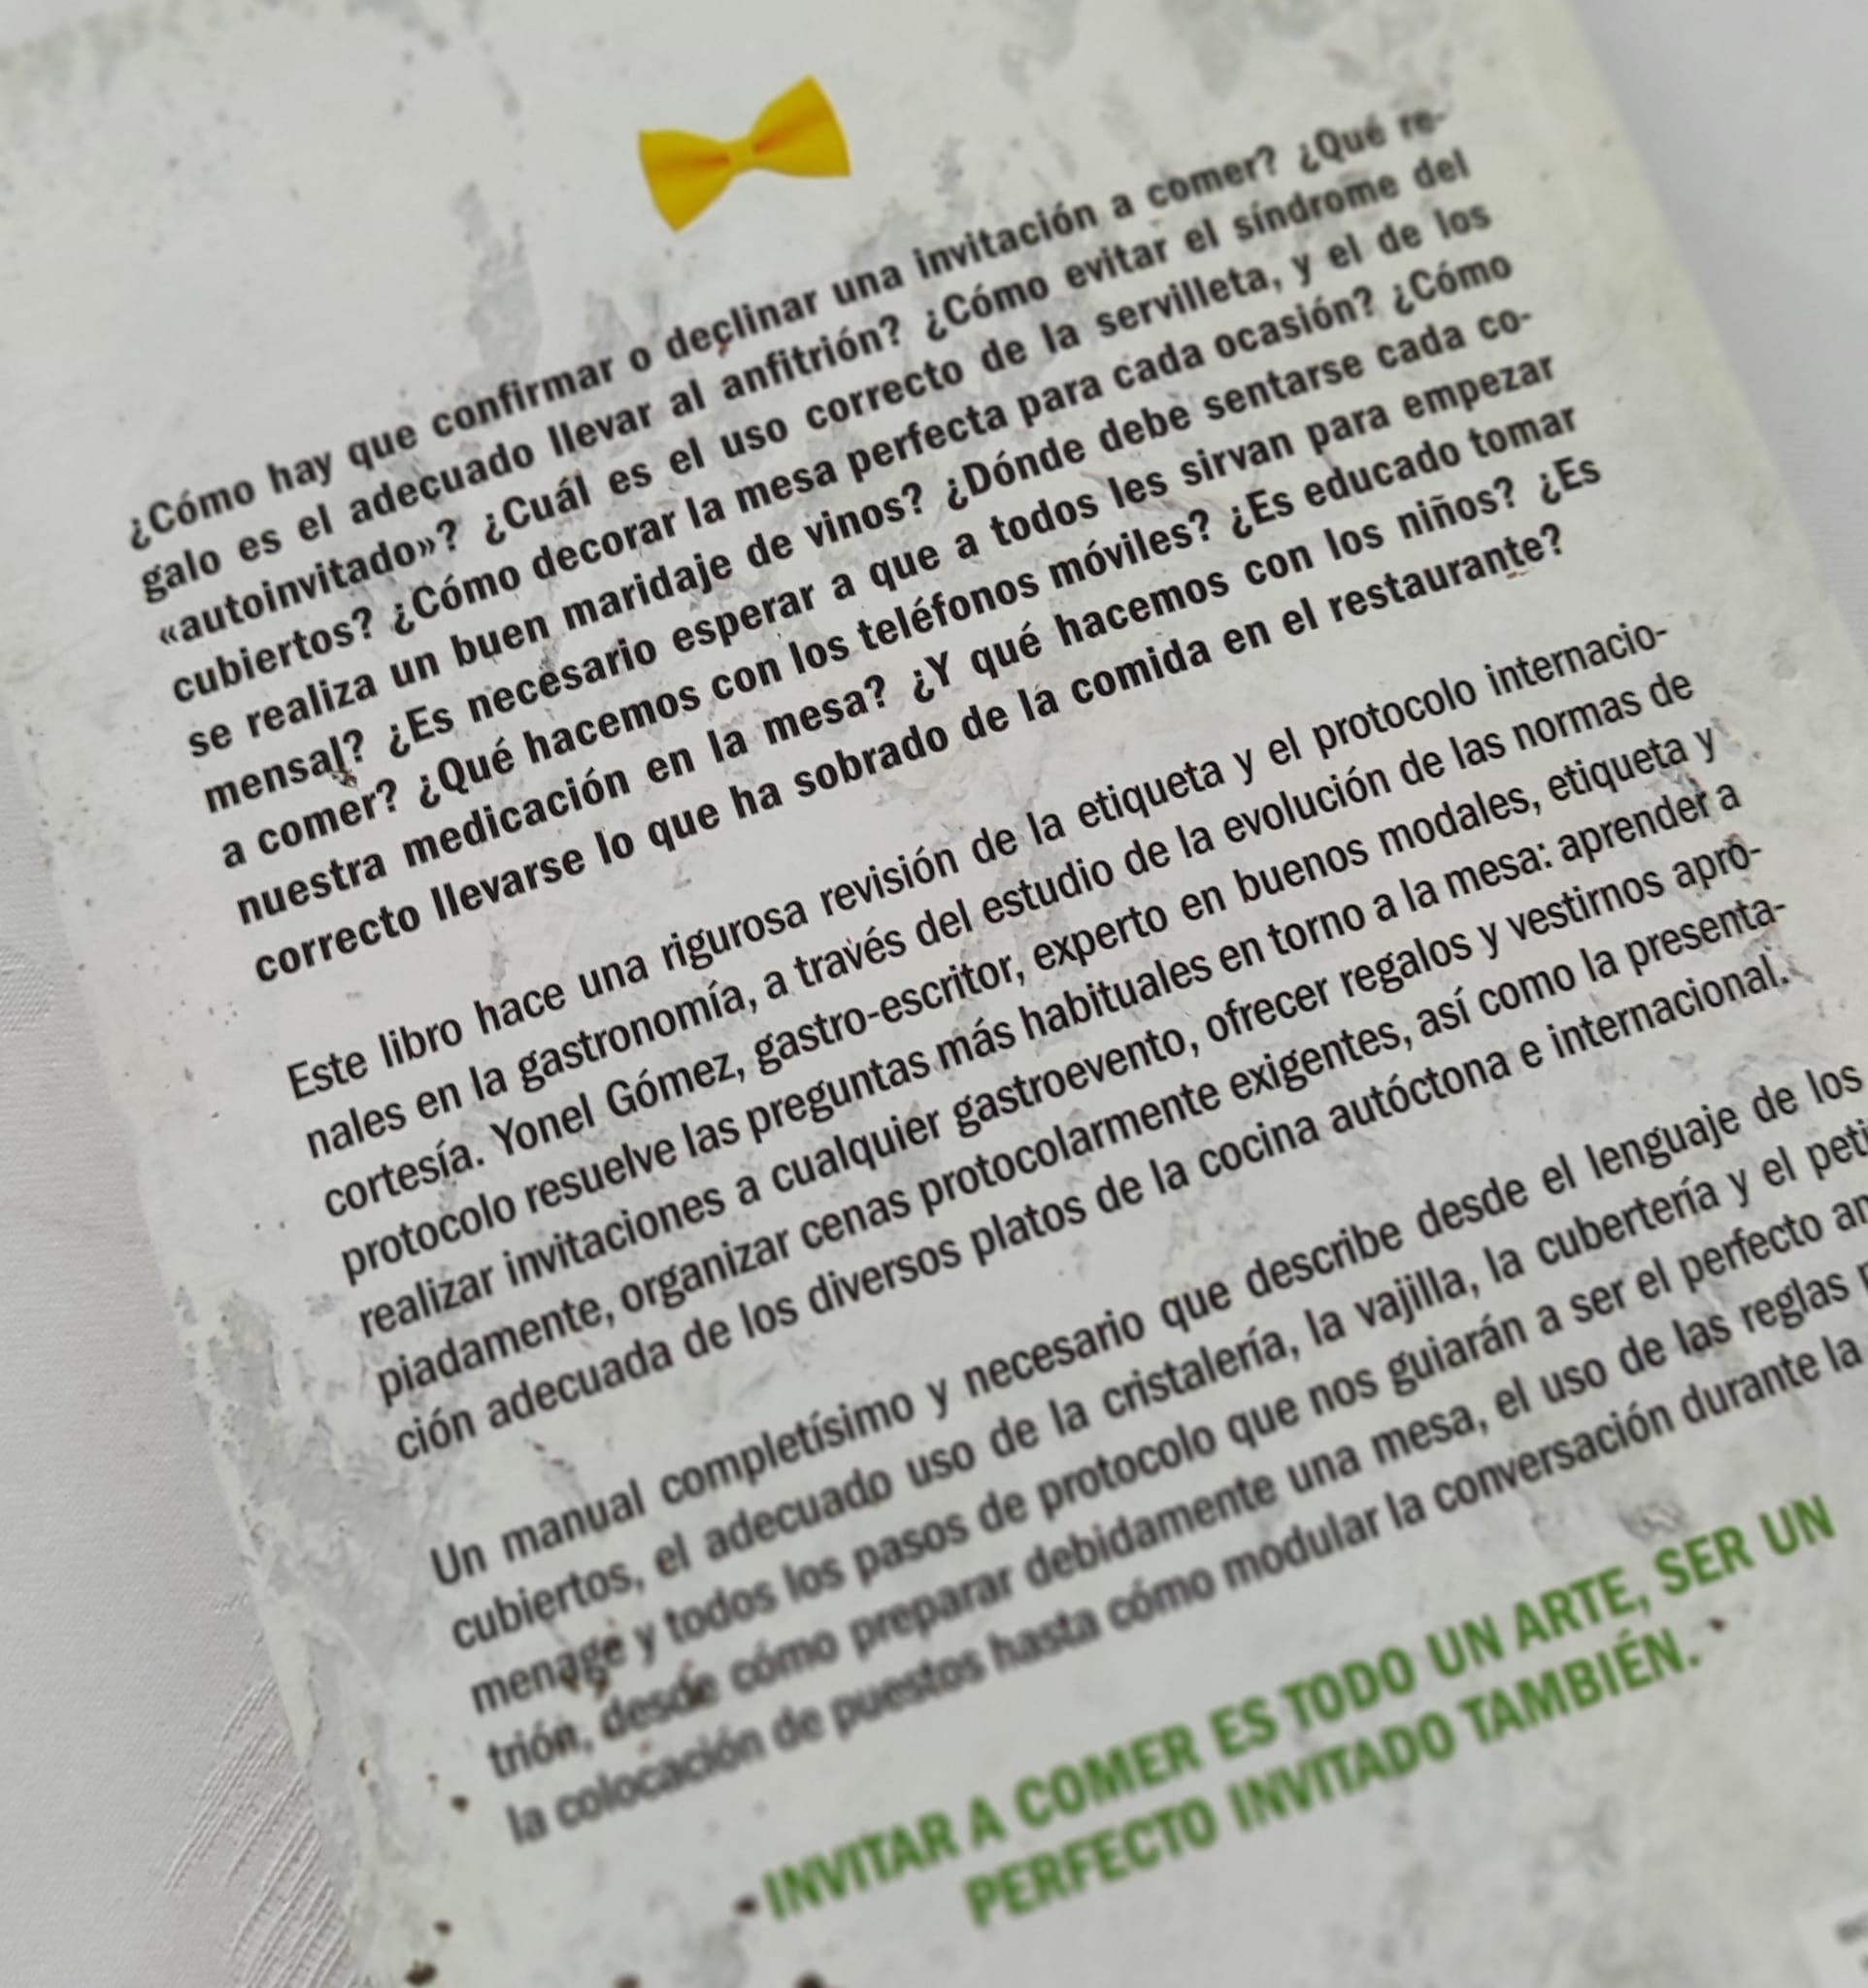 ¿Cómo hay que confirmar o declinar una invitación a comer? ¿Qué re-
galo es el adecuado llevar al anfitrión? ¿Cómo evitar el síndrome del
«autoinvitado»? ¿Cuál es el uso correcto de la servilleta, y el de los
cubiertos? ¿Cómo decorar la mesa perfecta para cada ocasión? ¿Cómo
se realiza un buen maridaje de vinos? ¿Dónde debe sentarse cada co-
mensal? ¿Es necesario esperar a que a todos les sirvan para empezar
a comer? ¿Qué hacemos con los teléfonos móviles? ¿Es educado tomar
nuestra medicación en la mesa? ¿Y qué hacemos con los niños? ¿Es
correcto llevarse lo que ha sobrado de la comida en el restaurante?
Este libro hace una rigurosa revisión de la etiqueta y el protocolo internacio-
nales en la gastronomía, a través del estudio de la evolución de las normas de
cortesía. Yonel Gómez, gastro-escritor, experto en buenos modales, etiqueta y
protocolo resuelve las preguntas más habituales en torno a la mesa: aprender a
realizar invitaciones a cualquier gastroevento, ofrecer regalos y vestirnos apro-
piadamente, organizar cenas protocolarmente exigentes, así como la presenta-
ción adecuada de los diversos platos de la cocina autóctona e internacional.
Un manual completísimo y necesario que describe desde el lenguaje de los
cubiertos, el adecuado uso de la cristalería, la vajilla, la cubertería y el peti
menage y todos los pasos de protocolo que nos guiarán a ser el perfecto an
trión, desde cómo preparar debidamente una mesa, el uso de las reglas
la colocación de puestos hasta cómo modular la conversación durante la
INVITAR A COMER ES TODO UN ARTE, SER UN
PERFECTO INVITADO TAMBIÉN.